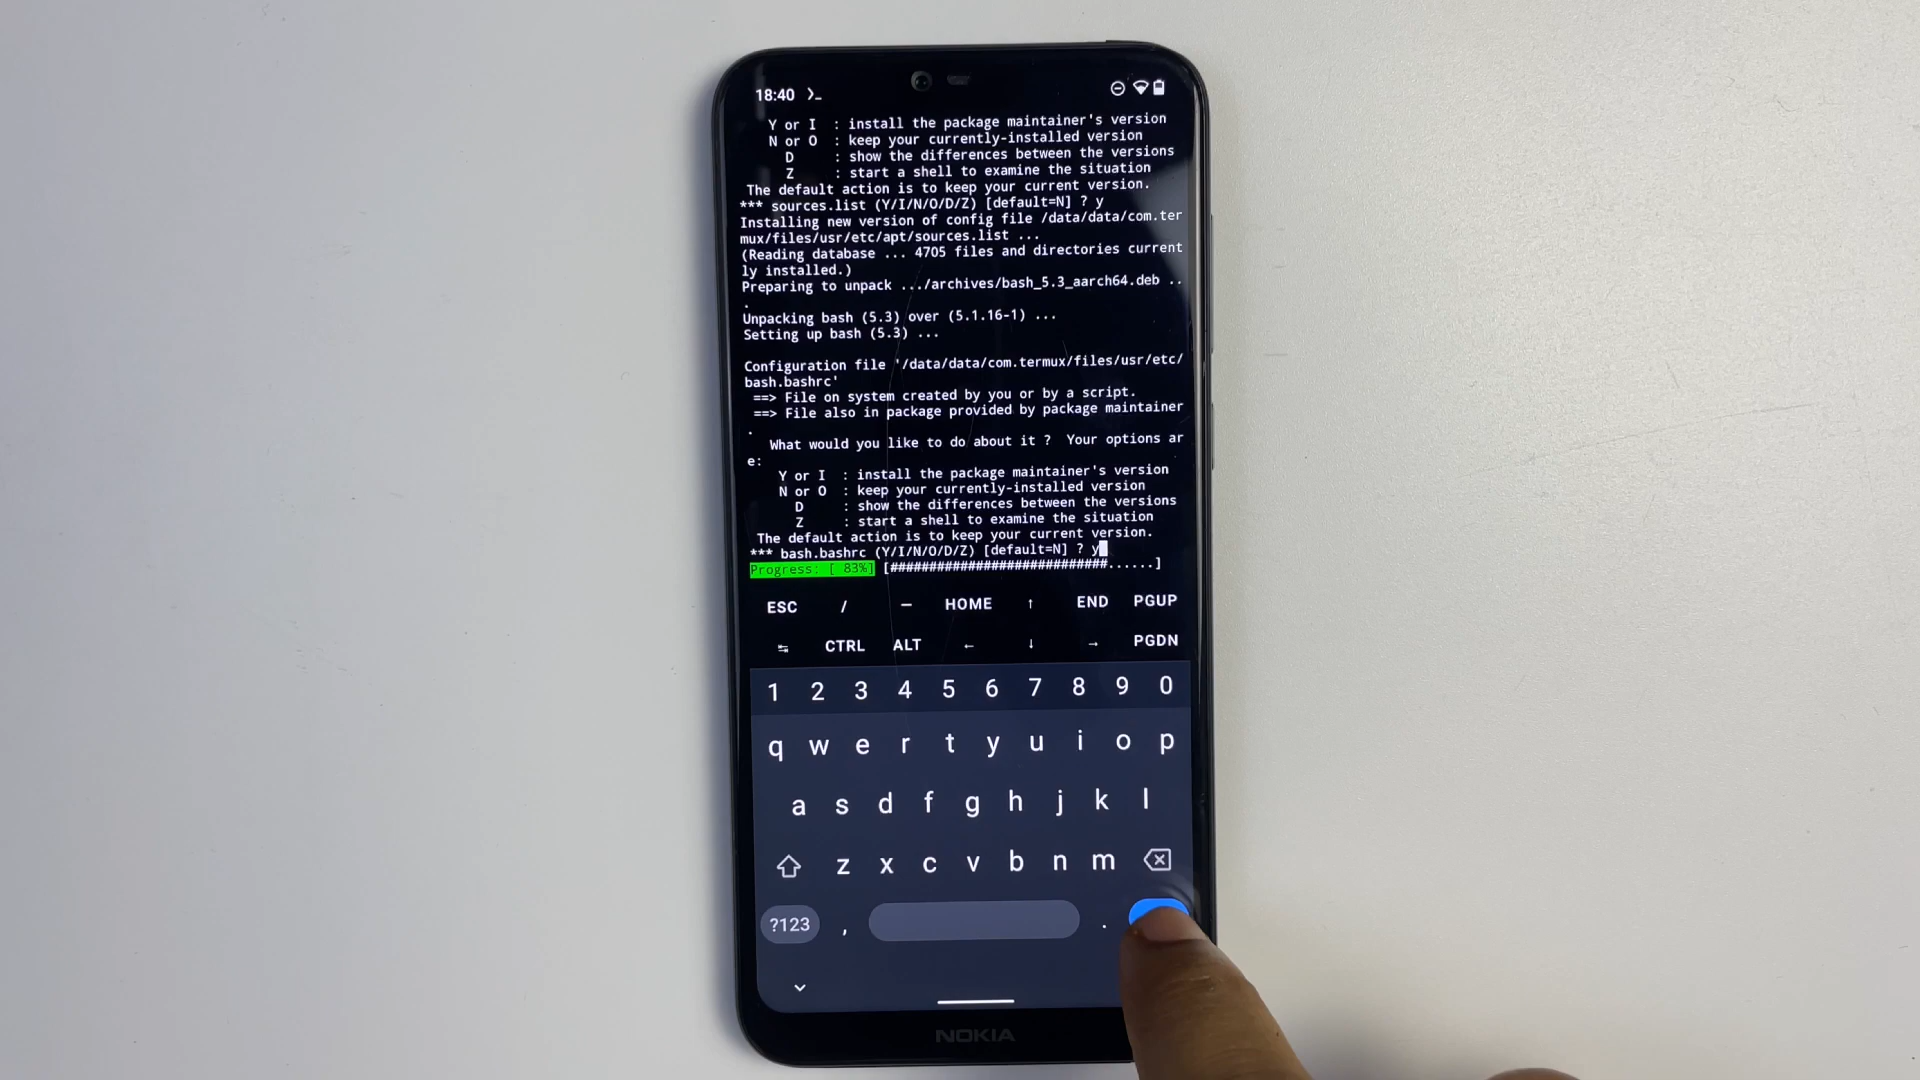 18:40 >_
Y or I : install the package maintainer's version
N or O : keep your currently-installed version
D : show the differences between the versions
Z : start a shell to examine the situation
The default action is to keep your current version.
*** sources.list (Y/I/N/O/D/Z) [default=N] ? y
Installing new version of config file /data/data/com.ter
mux/files/usr/etc/apt/sources.list ...
(Reading database ... 4705 files and directories current
ly installed.)
Preparing to unpack .../archives/bash_5.3_aarch64.deb ..
.
Unpacking bash (5.3) over (5.1.16-1) ...
Setting up bash (5.3) ...
Configuration file '/data/data/com.termux/files/usr/etc/
bash.bashrc'
==> File on system created by you or by a script.
==> File also in package provided by package maintainer
.
What would you like to do about it ? Your options ar
e:
Y or I : install the package maintainer's version
N or O : keep your currently-installed version
D : show the differences between the versions
Z : start a shell to examine the situation
The default action is to keep your current version.
*** bash.bashrc (Y/I/N/O/D/Z) [default=N] ? y
Progress: [ 83%] [############################......]
ESC / — HOME ↑ END PGUP
⇆ CTRL ALT ← ↓ → PGDN
1 2 3 4 5 6 7 8 9 0
q w e r t y u i o p
a s d f g h j k l
z x c v b n m
?123 , .
NOKIA